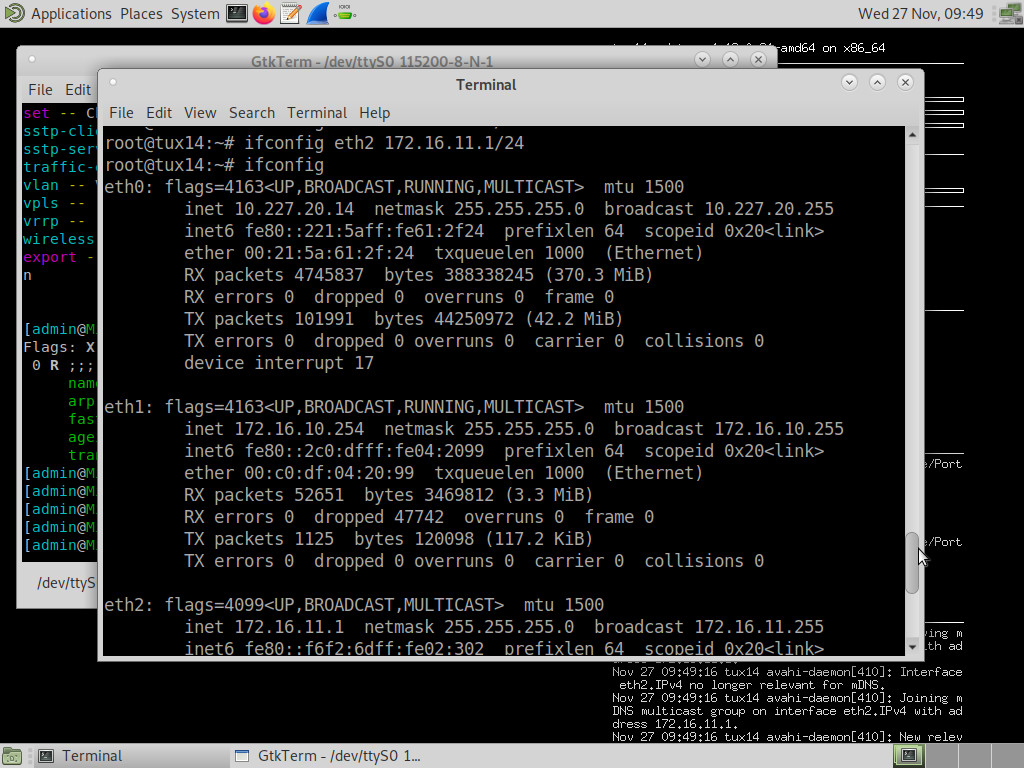 Applications Places System
Wed 27 Nov, 09:49
amd64 on x86_64
GtkTerm - /dev/ttyS0 115200-8-N-1
File Edit
set -- C
sstp-clie
sstp-serv
traffic-
vlan --
vpls --
vrrp --
wireless
export -
n
[admin@M
Flags: X
0 R ;;;
name
arp
fas
age
tra
[admin@M
[admin@M
[admin@M
[admin@M
[admin@M
/dev/ttyS
Terminal
File Edit View Search Terminal Help
root@tux14:~# ifconfig eth2 172.16.11.1/24
root@tux14:~# ifconfig
eth0: flags=4163<UP,BROADCAST,RUNNING,MULTICAST> mtu 1500
inet 10.227.20.14 netmask 255.255.255.0 broadcast 10.227.20.255
inet6 fe80::221:5aff:fe61:2f24 prefixlen 64 scopeid 0x20<link>
ether 00:21:5a:61:2f:24 txqueuelen 1000 (Ethernet)
RX packets 4745837 bytes 388338245 (370.3 MiB)
RX errors 0 dropped 0 overruns 0 frame 0
TX packets 101991 bytes 44250972 (42.2 MiB)
TX errors 0 dropped 0 overruns 0 carrier 0 collisions 0
device interrupt 17
eth1: flags=4163<UP,BROADCAST,RUNNING,MULTICAST> mtu 1500
inet 172.16.10.254 netmask 255.255.255.0 broadcast 172.16.10.255
inet6 fe80::2c0:dfff:fe04:2099 prefixlen 64 scopeid 0x20<link>
ether 00:c0:df:04:20:99 txqueuelen 1000 (Ethernet)
RX packets 52651 bytes 3469812 (3.3 MiB)
RX errors 0 dropped 47742 overruns 0 frame 0
TX packets 1125 bytes 120098 (117.2 KiB)
TX errors 0 dropped 0 overruns 0 carrier 0 collisions 0
eth2: flags=4099<UP,BROADCAST,MULTICAST> mtu 1500
inet 172.16.11.1 netmask 255.255.255.0 broadcast 172.16.11.255
inet6 fe80::f6f2:6dff:fe02:302 prefixlen 64 scopeid 0x20<link>
e/Port
e/Port
ing m
ith ad
Nov 27 09:49:16 tux14 avahi-daemon[410]: Interface
eth2.IPv4 no longer relevant for mDNS.
Nov 27 09:49:16 tux14 avahi-daemon[410]: Joining m
DNS multicast group on interface eth2.IPv4 with ad
dress 172.16.11.1.
Nov 27 09:49:16 tux14 avahi-daemon[410]: New relev
Terminal
GtkTerm - /dev/ttyS0 1...